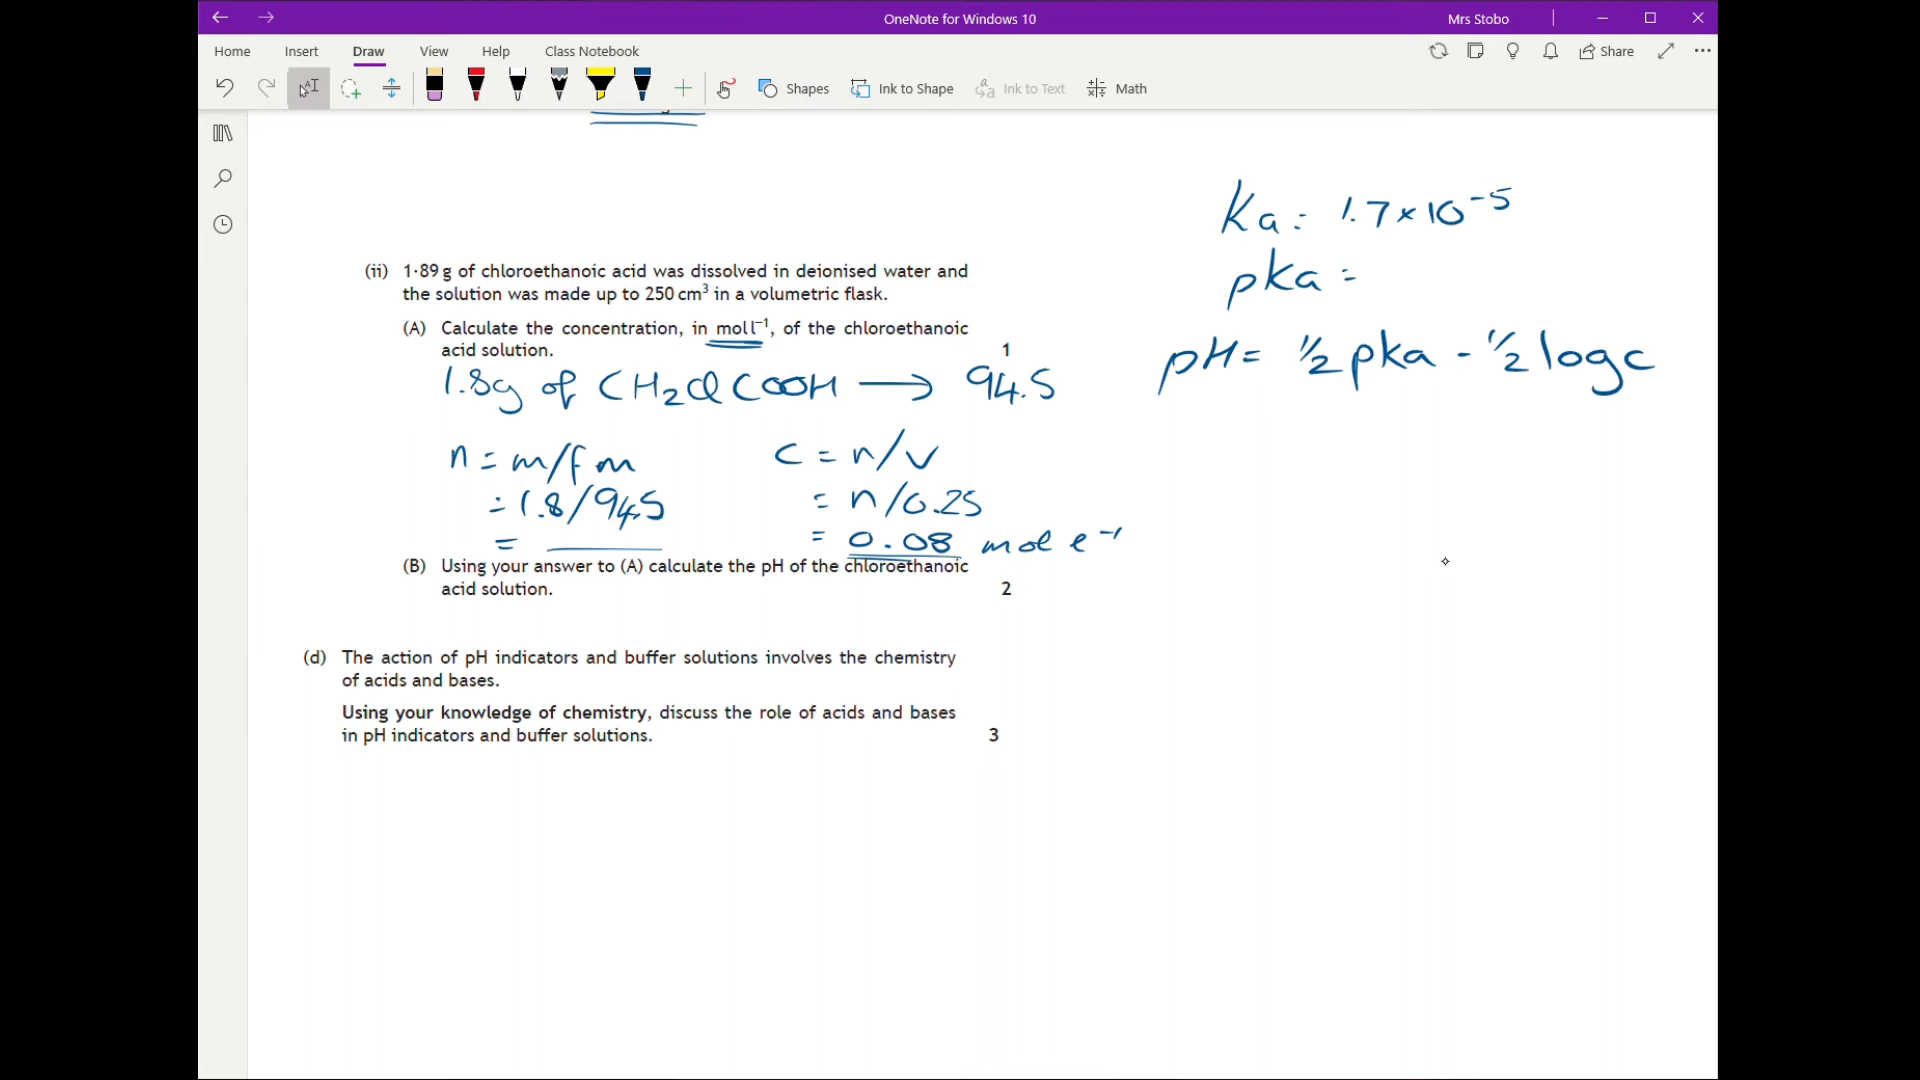 OneNote for Windows 10
Mrs Stobo
Home Insert Draw View Help Class Notebook
Share
Shapes Ink to Shape Ink to Text Math
Ka = 1.7 × 10⁻⁵
pka =
pH = ½ pka - ½ log c
(ii) 1·89 g of chloroethanoic acid was dissolved in deionised water and
the solution was made up to 250 cm³ in a volumetric flask.
(A) Calculate the concentration, in mol l⁻¹, of the chloroethanoic
acid solution. 1
1.8g of CH₂Cl COOH → 94.5
n = m/fm
= 1.8/94.5
=
c = n/v
= n/0.25
= 0.08 mol l⁻¹
(B) Using your answer to (A) calculate the pH of the chloroethanoic
acid solution. 2
(d) The action of pH indicators and buffer solutions involves the chemistry
of acids and bases.
Using your knowledge of chemistry, discuss the role of acids and bases
in pH indicators and buffer solutions. 3